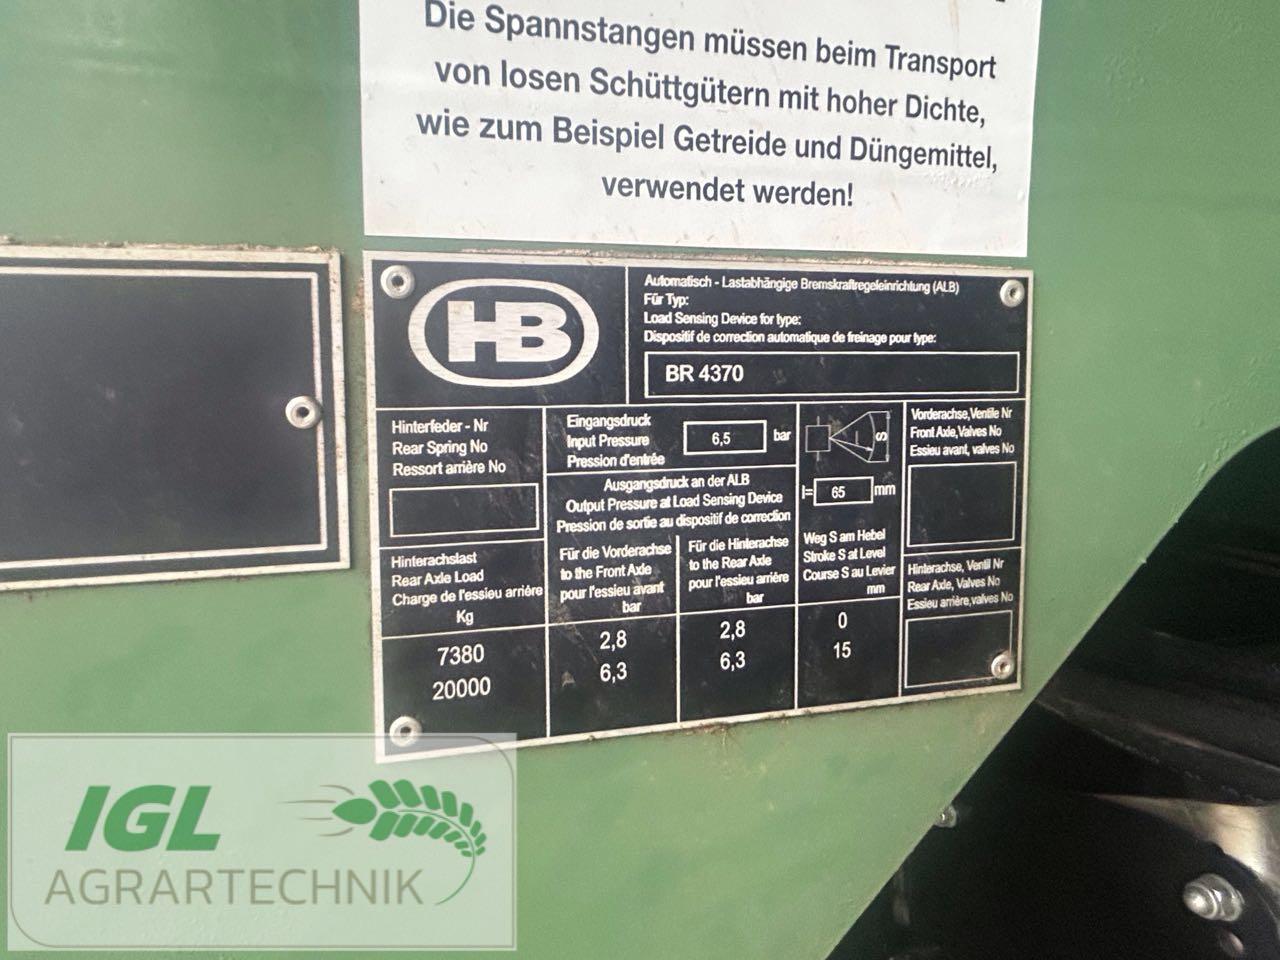 Die Spannstangen müssen beim Transport
von losen Schüttgütern mit hoher Dichte,
wie zum Beispiel Getreide und Düngemittel,
verwendet werden!
HB
Automatisch - Lastabhängige Bremskraftregeleinrichtung (ALB)
Für Typ:
Load Sensing Device for type:
Dispositif de correction automatique de freinage pour type:
BR 4370
Hinterfeder - Nr
Rear Spring No
Ressort arrière No
Eingangsdruck
Input Pressure
Pression d'entrée
6,5 bar
Ausgangsdruck an der ALB
Output Pressure at Load Sensing Device
Pression de sortie au dispositif de correction
S
l= 65 mm
Vorderachse, Ventile Nr
Front Axle, Valves No
Essieu avant, valves No
Hinterachslast
Rear Axle Load
Charge de l'essieu arrière
Kg
Für die Vorderachse
to the Front Axle
pour l'essieu avant
bar
Für die Hinterachse
to the Rear Axle
pour l'essieu arrière
bar
Weg S am Hebel
Stroke S at Level
Course S au Levier
mm
Hinterachse, Ventil Nr
Rear Axle, Valves No
Essieu arrière, valves No
7380 2,8 2,8 0
20000 6,3 6,3 15
IGL
AGRARTECHNIK